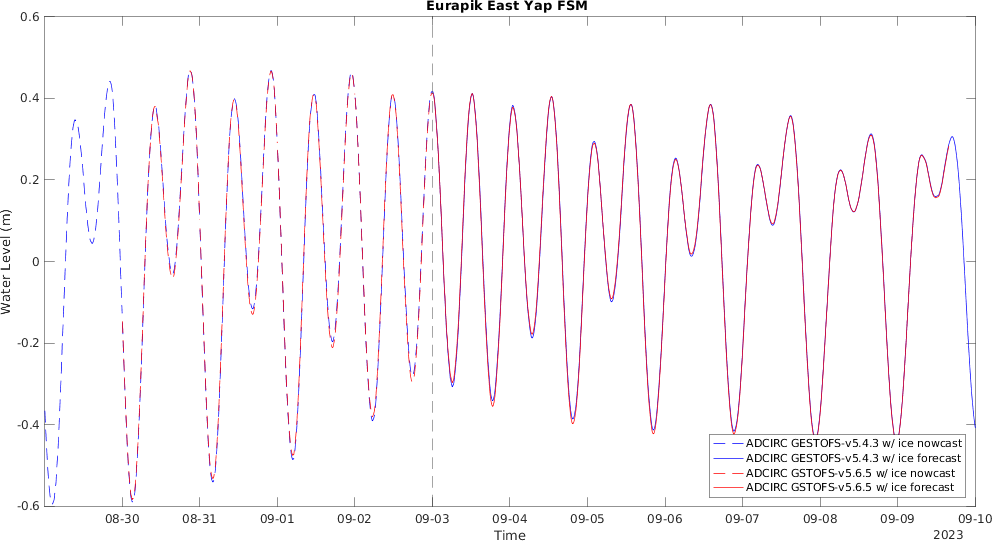 Eurapik East Yap FSM
0.6
0.4
0.2
0
-0.2
-0.4
-0.6
Water Level (m)
08-30
08-31
09-01
09-02
09-03
09-04
09-05
09-06
09-07
09-08
09-09
09-10
Time
2023
ADCIRC GESTOFS-v5.4.3 w/ ice nowcast
ADCIRC GESTOFS-v5.4.3 w/ ice forecast
ADCIRC GSTOFS-v5.6.5 w/ ice nowcast
ADCIRC GSTOFS-v5.6.5 w/ ice forecast